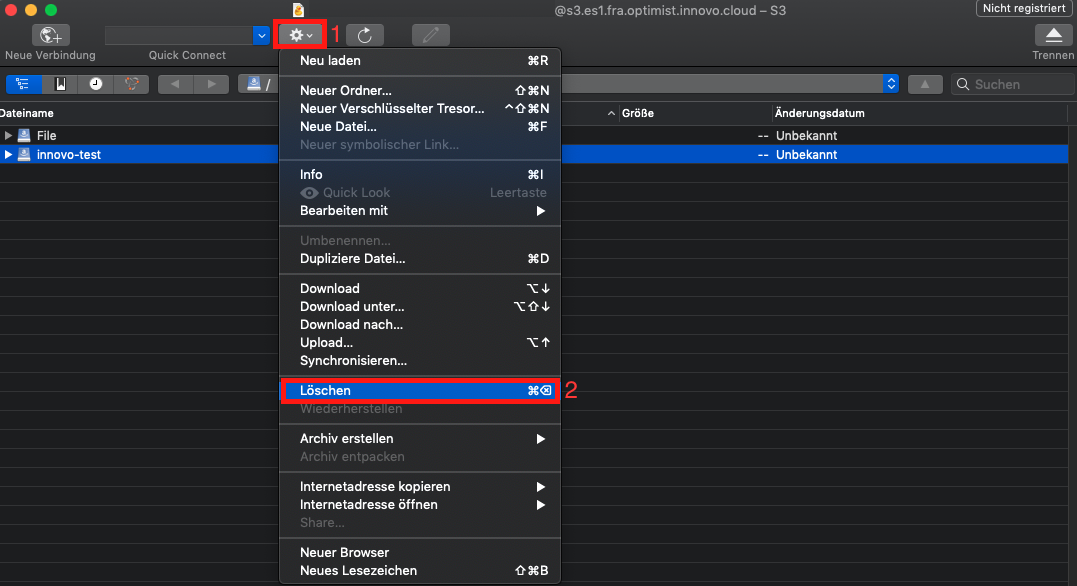 @s3.es1.fra.optimist.innovo.cloud – S3
Nicht registriert
1
Neue Verbindung
Quick Connect
Trennen
/
Suchen
Dateiname
Größe
Änderungsdatum
File
-- Unbekannt
innovo-test
-- Unbekannt
Neu laden ⌘R
Neuer Ordner... ⇧⌘N
Neuer Verschlüsselter Tresor... ^⇧⌘N
Neue Datei... ⌘F
Neuer symbolischer Link...
Info ⌘I
Quick Look Leertaste
Bearbeiten mit
Umbenennen...
Dupliziere Datei... ⌘D
Download ⌥↓
Download unter... ⌥⇧↓
Download nach...
Upload... ⌥↑
Synchronisieren...
Löschen ⌘⌫ 2
Wiederherstellen
Archiv erstellen
Archiv entpacken
Internetadresse kopieren
Internetadresse öffnen
Share...
Neuer Browser
Neues Lesezeichen ⇧⌘B